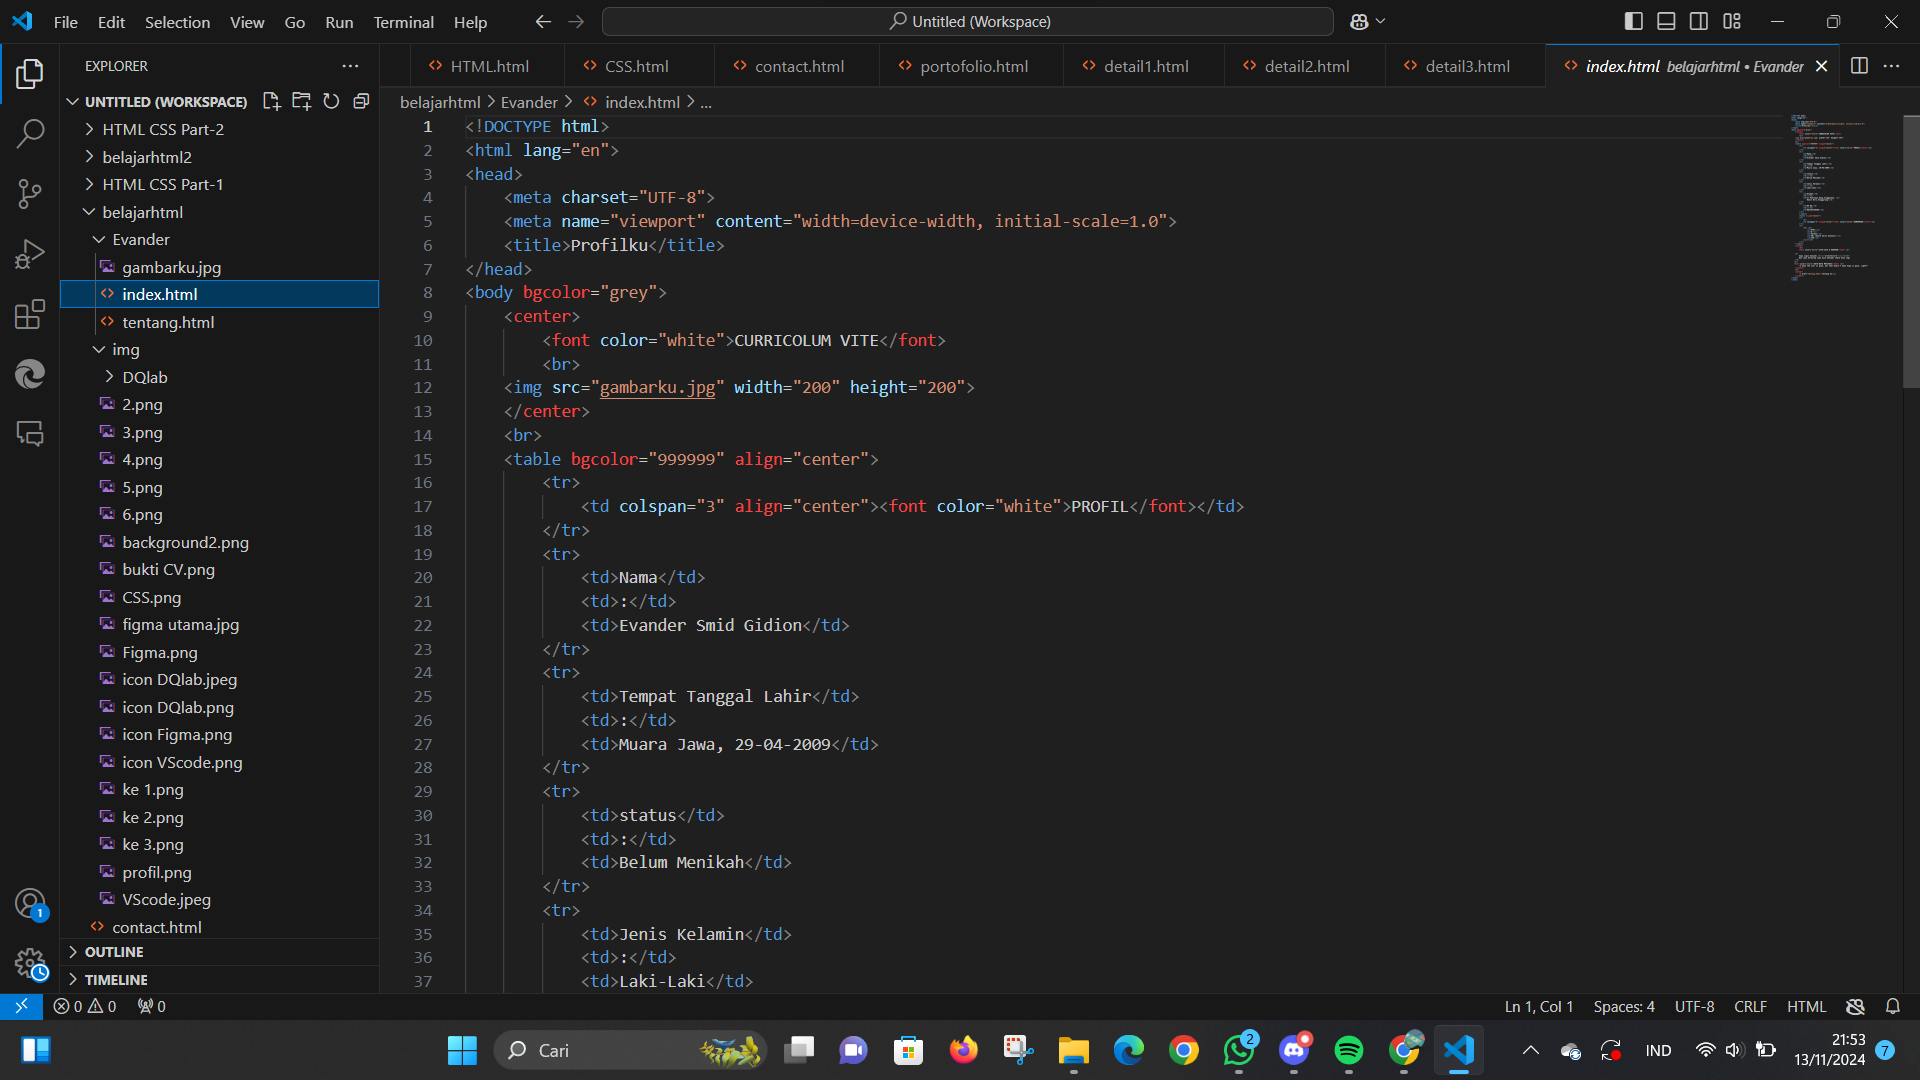 File Edit Selection View Go Run Terminal Help
Untitled (Workspace)
EXPLORER
UNTITLED (WORKSPACE)
HTML CSS Part-2
belajarhtml2
HTML CSS Part-1
belajarhtml
Evander
gambarku.jpg
index.html
tentang.html
img
DQlab
2.png
3.png
4.png
5.png
6.png
background2.png
bukti CV.png
CSS.png
figma utama.jpg
Figma.png
icon DQlab.jpeg
icon DQlab.png
icon Figma.png
icon VScode.png
ke 1.png
ke 2.png
ke 3.png
profil.png
VScode.jpeg
contact.html
OUTLINE
TIMELINE
HTML.html CSS.html contact.html portofolio.html detail1.html detail2.html detail3.html index.html belajarhtml • Evander
belajarhtml > Evander > index.html > ...
1 <!DOCTYPE html>
2 <html lang="en">
3 <head>
4 <meta charset="UTF-8">
5 <meta name="viewport" content="width=device-width, initial-scale=1.0">
6 <title>Profilku</title>
7 </head>
8 <body bgcolor="grey">
9 <center>
10 <font color="white">CURRICOLUM VITE</font>
11 <br>
12 <img src="gambarku.jpg" width="200" height="200">
13 </center>
14 <br>
15 <table bgcolor="999999" align="center">
16 <tr>
17 <td colspan="3" align="center"><font color="white">PROFIL</font></td>
18 </tr>
19 <tr>
20 <td>Nama</td>
21 <td>:</td>
22 <td>Evander Smid Gidion</td>
23 </tr>
24 <tr>
25 <td>Tempat Tanggal Lahir</td>
26 <td>:</td>
27 <td>Muara Jawa, 29-04-2009</td>
28 </tr>
29 <tr>
30 <td>status</td>
31 <td>:</td>
32 <td>Belum Menikah</td>
33 </tr>
34 <tr>
35 <td>Jenis Kelamin</td>
36 <td>:</td>
37 <td>Laki-Laki</td>
1
0 0 0
Ln 1, Col 1 Spaces: 4 UTF-8 CRLF HTML
Cari
2
IND
21:53
13/11/2024
7